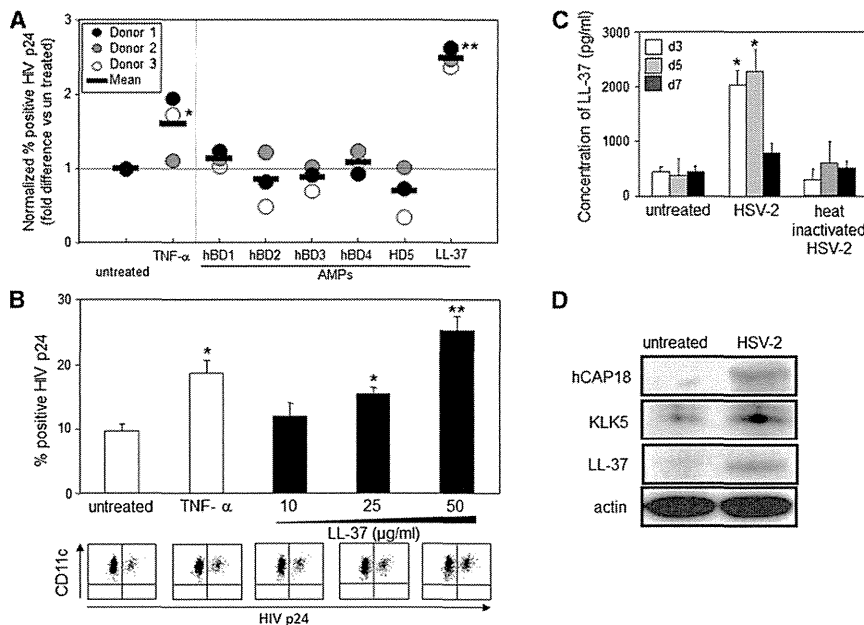 A
Normalized % positive HIV p24
(fold difference vs un treated)
3
2
1
0
Donor 1
Donor 2
Donor 3
Mean
*
**
untreated
TNF-α
hBD1
hBD2
hBD3
hBD4
HD5
LL-37
AMPs
B
% positive HIV p24
30
20
10
0
*
*
**
untreated
TNF- α
10
25
50
LL-37 (μg/ml)
CD11c
HIV p24
C
Concentration of LL-37 (pg/ml)
3000
2000
1000
0
d3
d5
d7
*
*
untreated
HSV-2
heat
inactivated
HSV-2
D
untreated
HSV-2
hCAP18
KLK5
LL-37
actin